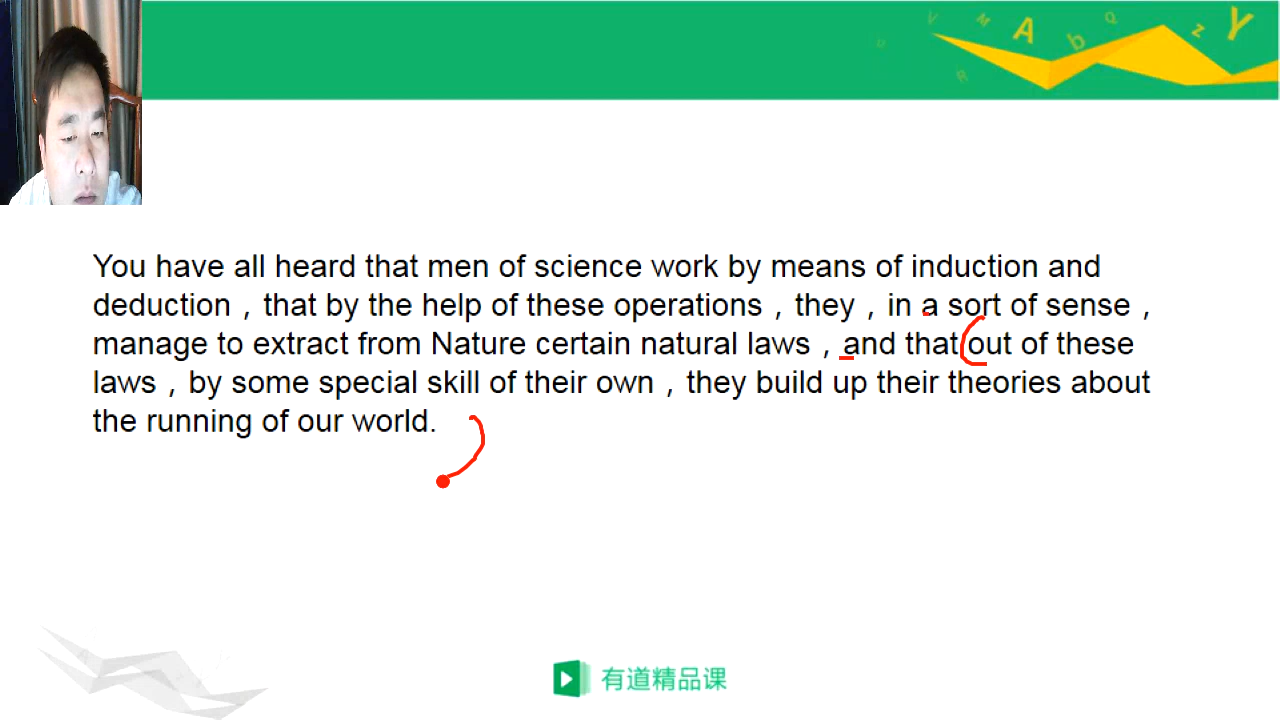 You have all heard that men of science work by means of induction and
deduction，that by the help of these operations，they，in a sort of sense，
manage to extract from Nature certain natural laws，and that out of these
laws，by some special skill of their own，they build up their theories about
the running of our world.
有道精品课